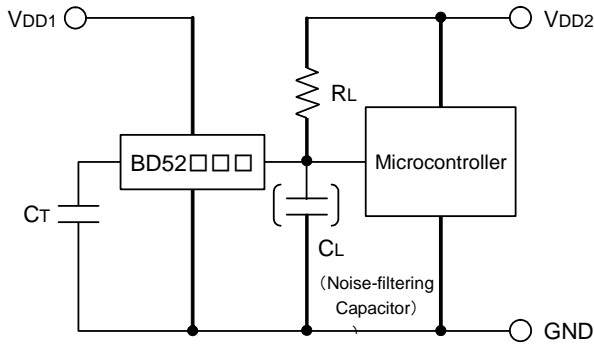 VDD1
VDD2
RL
BD52□□□
Microcontroller
CT
CL
（Noise-filtering
Capacitor）
GND